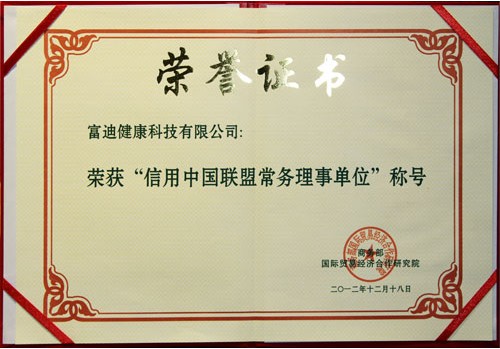 荣誉证书
富迪健康科技有限公司:
荣获“信用中国联盟常务理事单位”称号
商务部
国际贸易经济合作研究院
二〇一二年十二月十八日